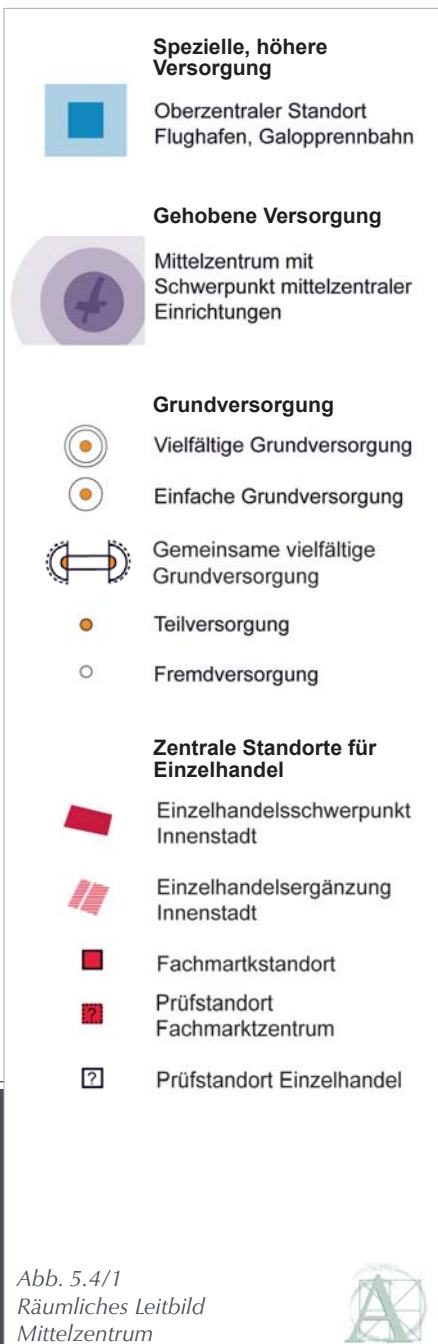 Spezielle, höhere
Versorgung
Oberzentraler Standort
Flughafen, Galopprennbahn
Gehobene Versorgung
Mittelzentrum mit
Schwerpunkt mittelzentraler
Einrichtungen
Grundversorgung
Vielfältige Grundversorgung
Einfache Grundversorgung
Gemeinsame vielfältige
Grundversorgung
Teilversorgung
Fremdversorgung
Zentrale Standorte für
Einzelhandel
Einzelhandelsschwerpunkt
Innenstadt
Einzelhandelsergänzung
Innenstadt
Fachmartkstandort
? Prüfstandort
Fachmarktzentrum
? Prüfstandort Einzelhandel
Abb. 5.4/1
Räumliches Leitbild
Mittelzentrum
A